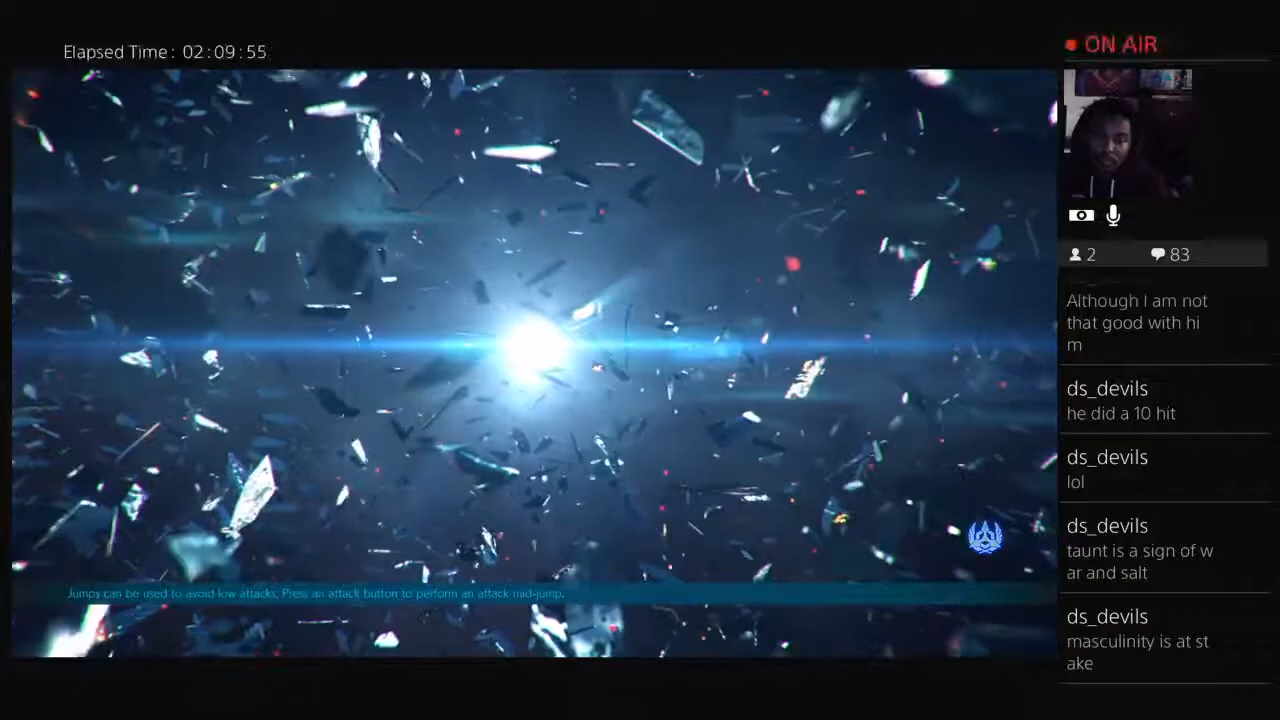 Elapsed Time: 02:09:55
ON AIR
2
83
Although I am not
that good with hi
m
ds_devils
he did a 10 hit
ds_devils
lol
ds_devils
taunt is a sign of w
ar and salt
ds_devils
masculinity is at st
ake
Jumps can be used to avoid low attacks. Press an attack button to perform an attack mid-jump.